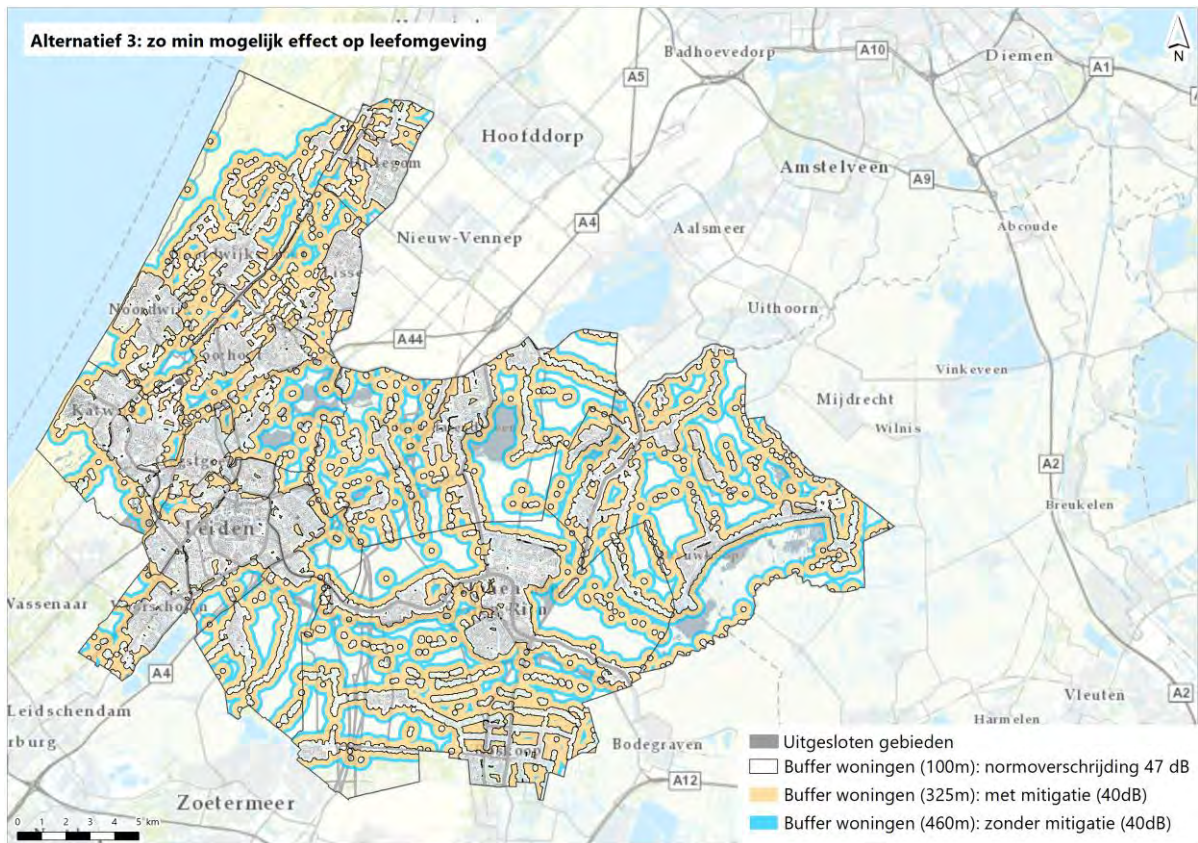 Alternatief 3: zo min mogelijk effect op leefomgeving
N
Badhoevedorp
A10
Diemen
A1
A5
Hoofddorp
Amstelveen
A9
A4
Aalsmeer
Abcoude
Nieuw-Vennep
Lisse
Uithoorn
A44
Vinkeveen
Mijdrecht
Wilnis
A2
Breukelen
Leiden
Wassenaar
A4
Leidschendam
Vleuten
A2
Harmelen
Bodegraven
A12
Zoetermeer
0 1 2 3 4 5 km
Uitgesloten gebieden
Buffer woningen (100m): normoverschrijding 47 dB
Buffer woningen (325m): met mitigatie (40dB)
Buffer woningen (460m): zonder mitigatie (40dB)